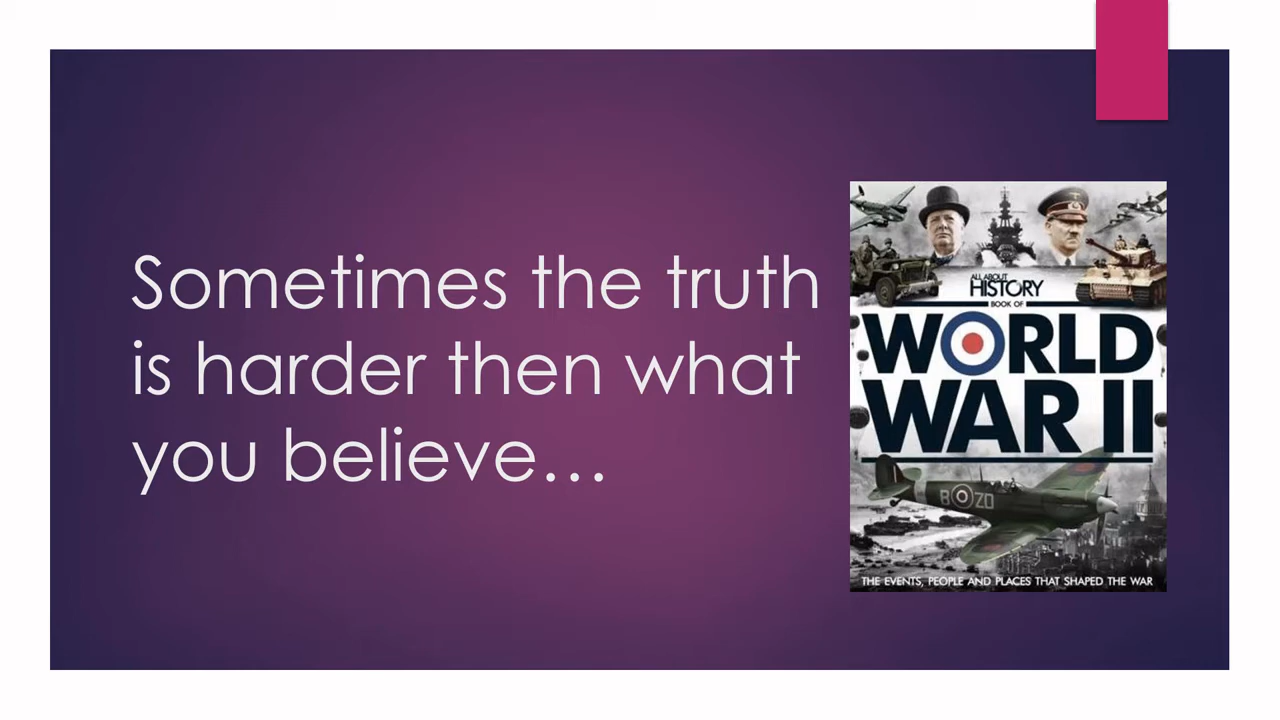 Sometimes the truth
is harder then what
you believe…
ALL ABOUT
HISTORY
BOOK OF
WORLD
WAR II
B ZD
THE EVENTS, PEOPLE AND PLACES THAT SHAPED THE WAR